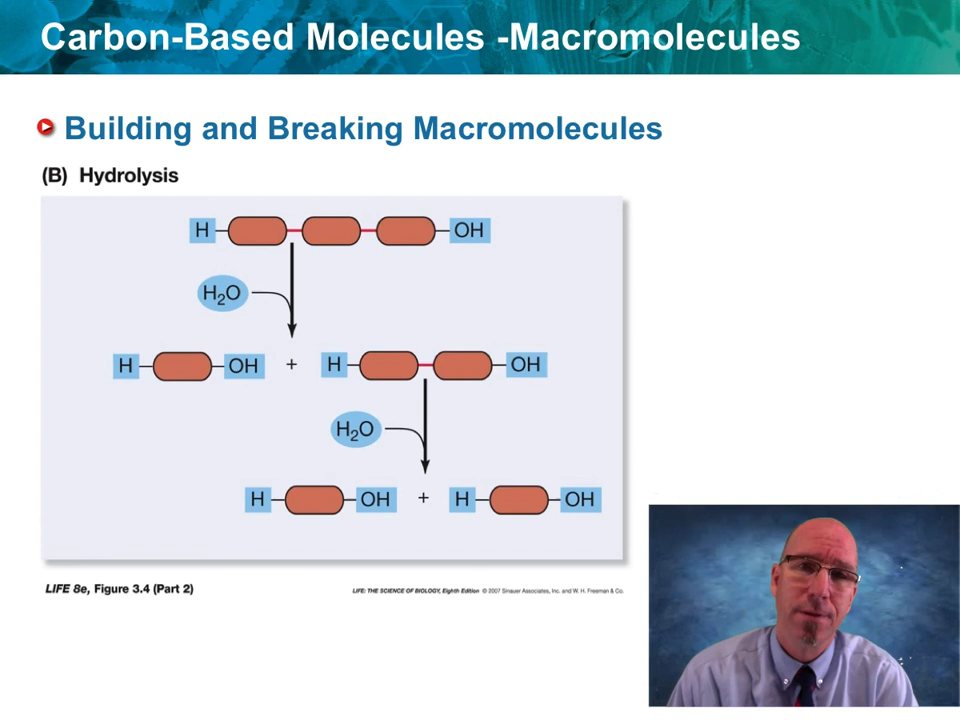 Carbon-Based Molecules -Macromolecules
Building and Breaking Macromolecules
(B) Hydrolysis
H OH
H₂O
H OH + H OH
H₂O
H OH + H OH
LIFE 8e, Figure 3.4 (Part 2)
LIFE: THE SCIENCE OF BIOLOGY, Eighth Edition © 2007 Sinauer Associates, Inc. and W. H. Freeman & Co.